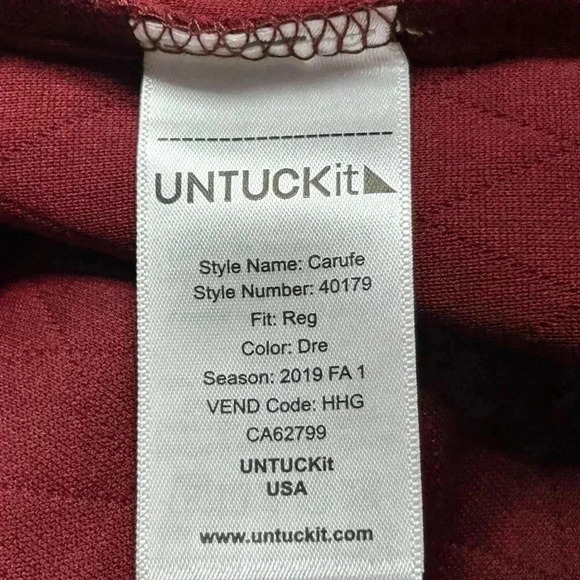 UNTUCKit
Style Name: Carufe
Style Number: 40179
Fit: Reg
Color: Dre
Season: 2019 FA 1
VEND Code: HHG
CA62799
UNTUCKit
USA
www.untuckit.com